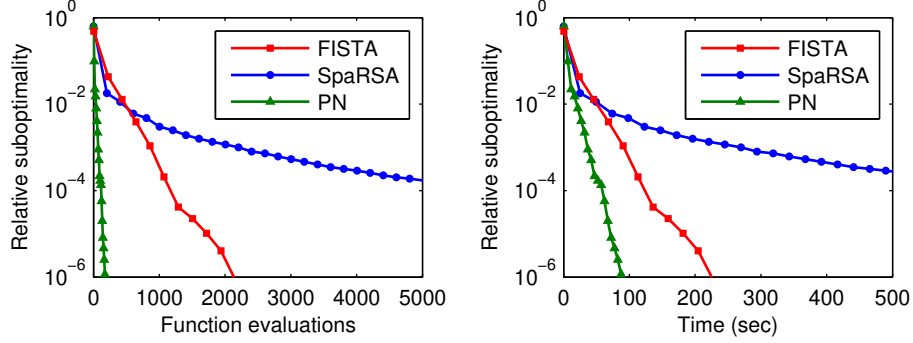 Relative suboptimality
10^0
10^-2
10^-4
10^-6
FISTA
SpaRSA
PN
0 1000 2000 3000 4000 5000
Function evaluations
Relative suboptimality
10^0
10^-2
10^-4
10^-6
FISTA
SpaRSA
PN
0 100 200 300 400 500
Time (sec)